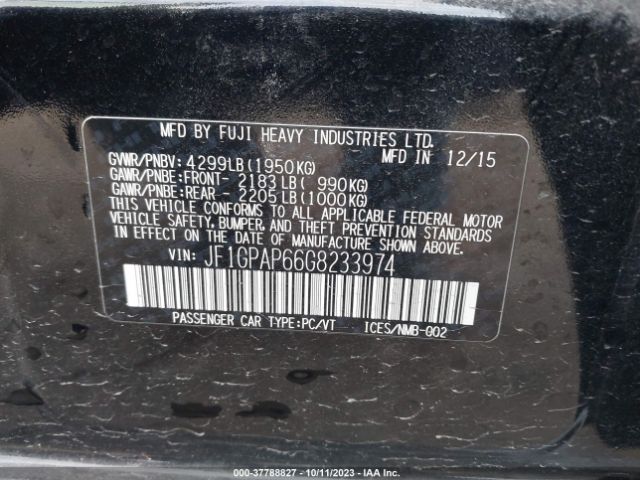 MFD BY FUJI HEAVY INDUSTRIES LTD.
GVWR/PNBV: 4299LB(1950KG) MFD IN 12/15
GAWR/PNBE:FRONT- 2183LB( 990KG)
GAWR/PNBE:REAR - 2205LB(1000KG)
THIS VEHICLE CONFORMS TO ALL APPLICABLE FEDERAL MOTOR
VEHICLE SAFETY, BUMPER, AND THEFT PREVENTION STANDARDS
IN EFFECT ON THE DATE OF MANUFACTURE SHOWN ABOVE.
VIN: JF1GPAP66G8233974
PASSENGER CAR TYPE:PC/VT ICES/NMB-002
000-37788827 - 10/11/2023 - IAA Inc.